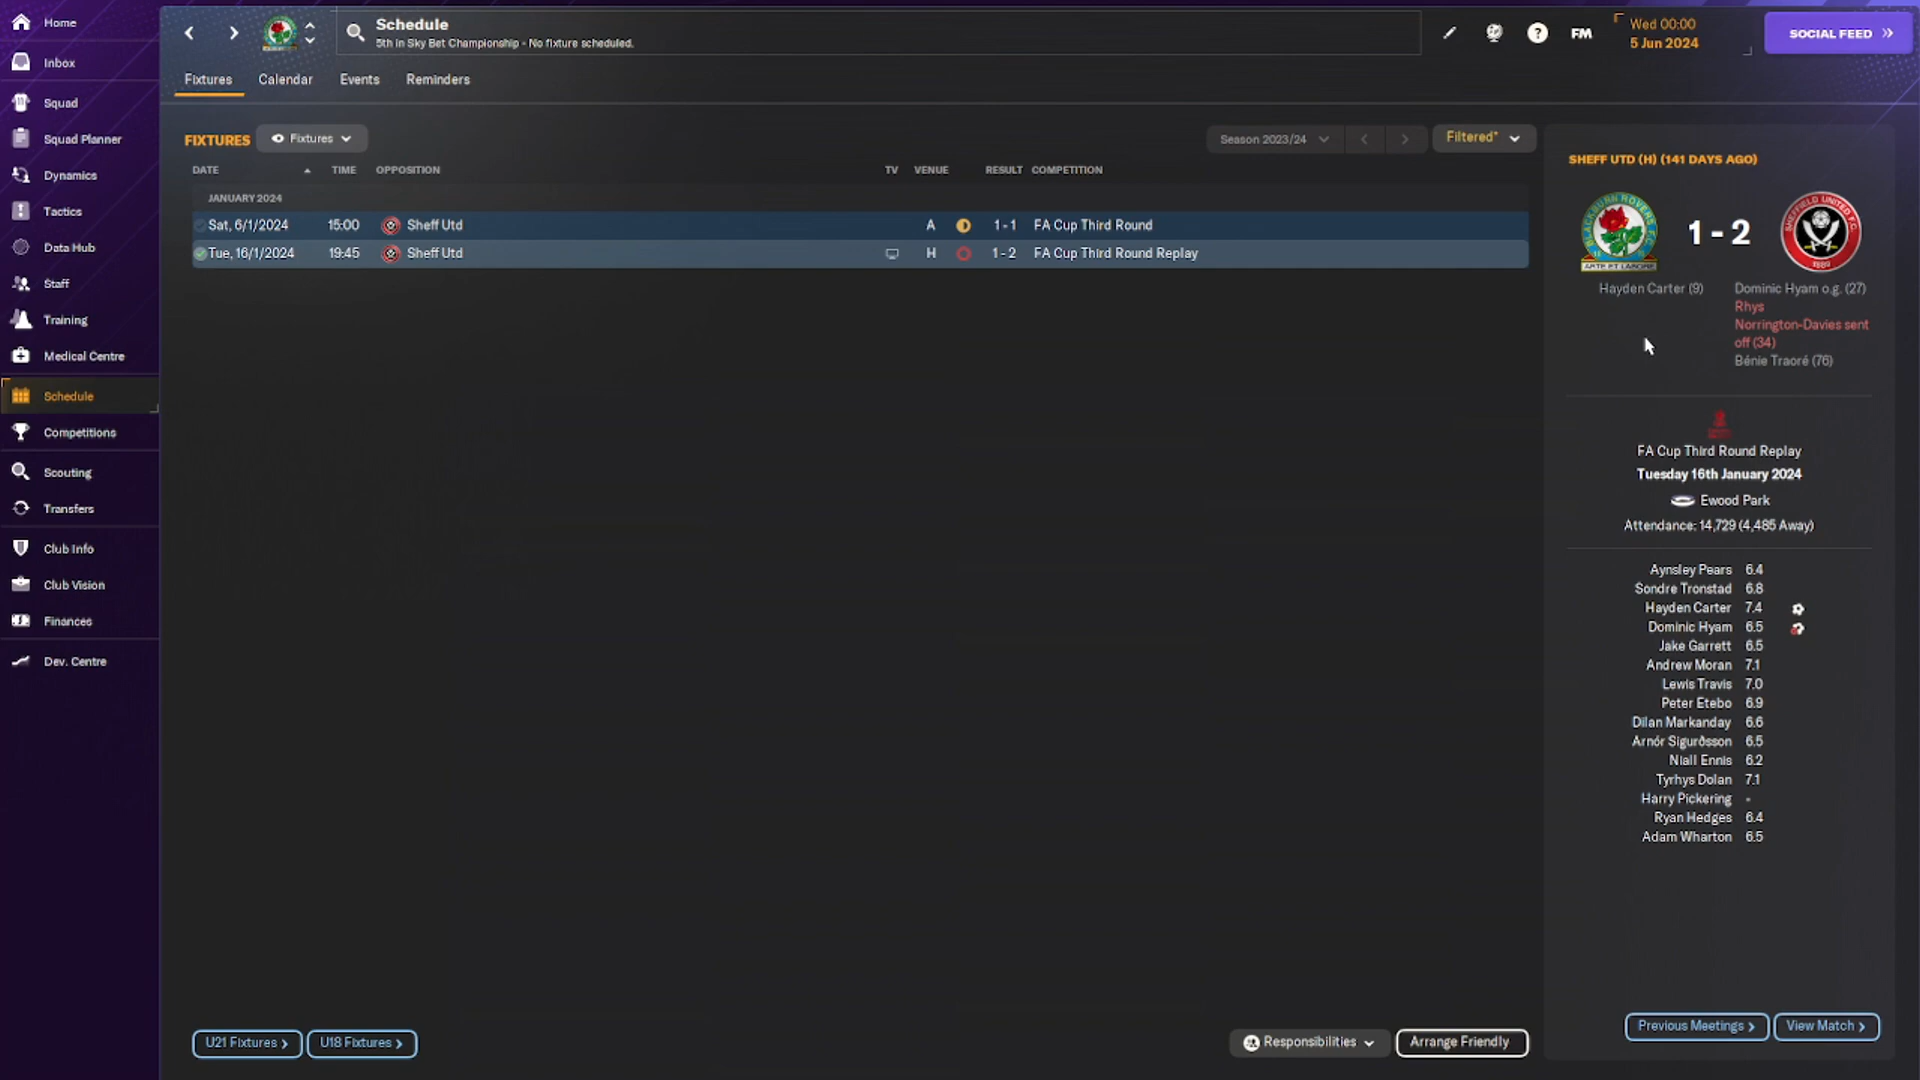 Home
Inbox
Squad
Squad Planner
Dynamics
Tactics
Data Hub
Staff
Training
Medical Centre
Schedule
Competitions
Scouting
Transfers
Club Info
Club Vision
Finances
Dev. Centre
Schedule
5th in Sky Bet Championship - No fixture scheduled.
FM
Wed 00:00
5 Jun 2024
SOCIAL FEED
Fixtures Calendar Events Reminders
FIXTURES Fixtures Season 2023/24 Filtered*
DATE TIME OPPOSITION TV VENUE RESULT COMPETITION
JANUARY 2024
Sat, 6/1/2024 15:00 Sheff Utd A 1-1 FA Cup Third Round
Tue, 16/1/2024 19:45 Sheff Utd H 1-2 FA Cup Third Round Replay
SHEFF UTD (H) (141 DAYS AGO)
BLACKBURN ROVERS F.C.
ARTE ET LABORE
1 - 2
SHEFFIELD UNITED F.C.
1889
Hayden Carter (9)
Dominic Hyam o.g. (27)
Rhys
Norrington-Davies sent
off (34)
Bénie Traoré (76)
FA Cup Third Round Replay
Tuesday 16th January 2024
Ewood Park
Attendance: 14,729 (4,485 Away)
Aynsley Pears 6.4
Sondre Tronstad 6.8
Hayden Carter 7.4
Dominic Hyam 6.5
Jake Garrett 6.5
Andrew Moran 7.1
Lewis Travis 7.0
Peter Etebo 6.9
Dilan Markanday 6.6
Arnór Sigurðsson 6.5
Niall Ennis 6.2
Tyrhys Dolan 7.1
Harry Pickering -
Ryan Hedges 6.4
Adam Wharton 6.5
U21 Fixtures U18 Fixtures
Responsibilities Arrange Friendly
Previous Meetings View Match